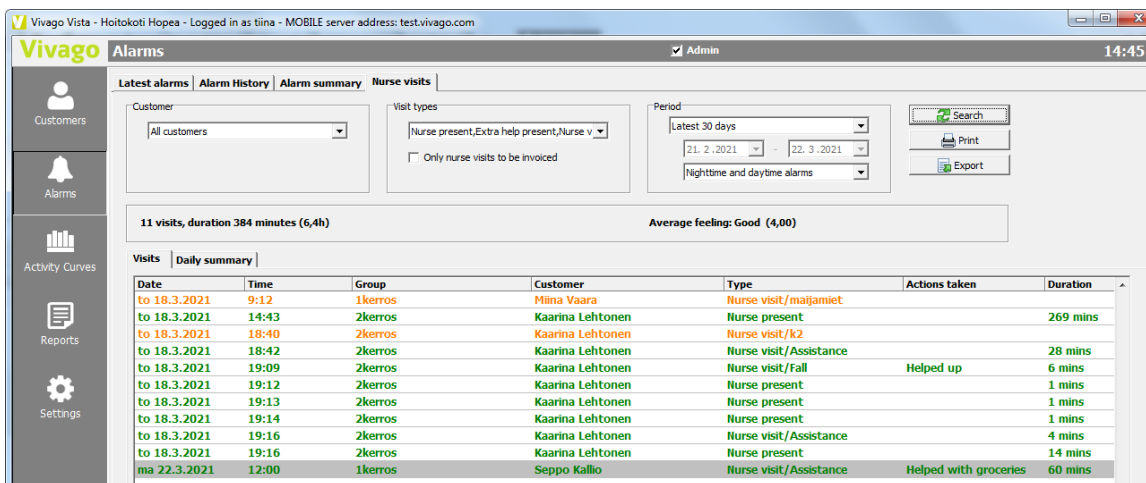 Vivago Vista - Hoitokoti Hopea - Logged in as tiina - MOBILE server address: test.vivago.com
Vivago Alarms Admin 14:45
Customers
Alarms
Activity Curves
Reports
Settings
Latest alarms Alarm History Alarm summary Nurse visits
Customer Visit types Period
All customers Nurse present,Extra help present,Nurse v Latest 30 days Search
Only nurse visits to be invoiced 21. 2.2021 - 22. 3.2021 Print
Nighttime and daytime alarms Export
11 visits, duration 384 minutes (6,4h) Average feeling: Good (4,00)
Visits Daily summary
Date Time Group Customer Type Actions taken Duration
to 18.3.2021 9:12 1kerros Miina Vaara Nurse visit/maijamiet
to 18.3.2021 14:43 2kerros Kaarina Lehtonen Nurse present 269 mins
to 18.3.2021 18:40 2kerros Kaarina Lehtonen Nurse visit/k2
to 18.3.2021 18:42 2kerros Kaarina Lehtonen Nurse visit/Assistance 28 mins
to 18.3.2021 19:09 2kerros Kaarina Lehtonen Nurse visit/Fall Helped up 6 mins
to 18.3.2021 19:12 2kerros Kaarina Lehtonen Nurse present 1 mins
to 18.3.2021 19:13 2kerros Kaarina Lehtonen Nurse present 1 mins
to 18.3.2021 19:14 2kerros Kaarina Lehtonen Nurse present 1 mins
to 18.3.2021 19:16 2kerros Kaarina Lehtonen Nurse visit/Assistance 4 mins
to 18.3.2021 19:16 2kerros Kaarina Lehtonen Nurse present 14 mins
ma 22.3.2021 12:00 1kerros Seppo Kallio Nurse visit/Assistance Helped with groceries 60 mins